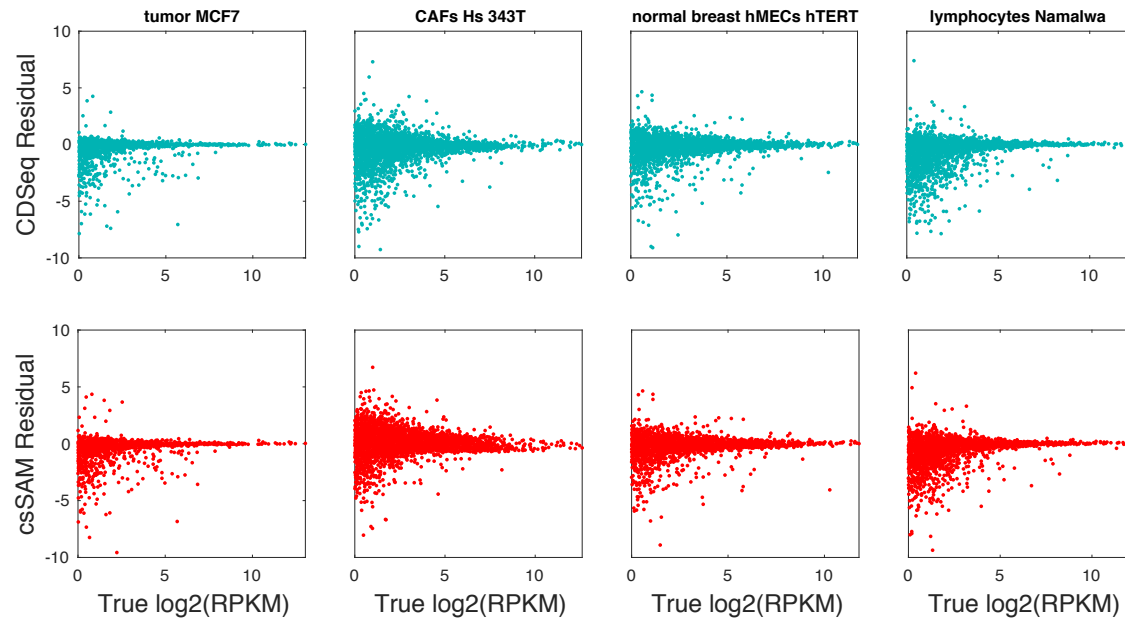 tumor MCF7 CAFs Hs 343T normal breast hMECs hTERT lymphocytes Namalwa
10
5
0
-5
-10
CDSeq Residual
0 5 10 0 5 10 0 5 10 0 5 10
10
5
0
-5
-10
csSAM Residual
0 5 10 0 5 10 0 5 10 0 5 10
True log2(RPKM) True log2(RPKM) True log2(RPKM) True log2(RPKM)